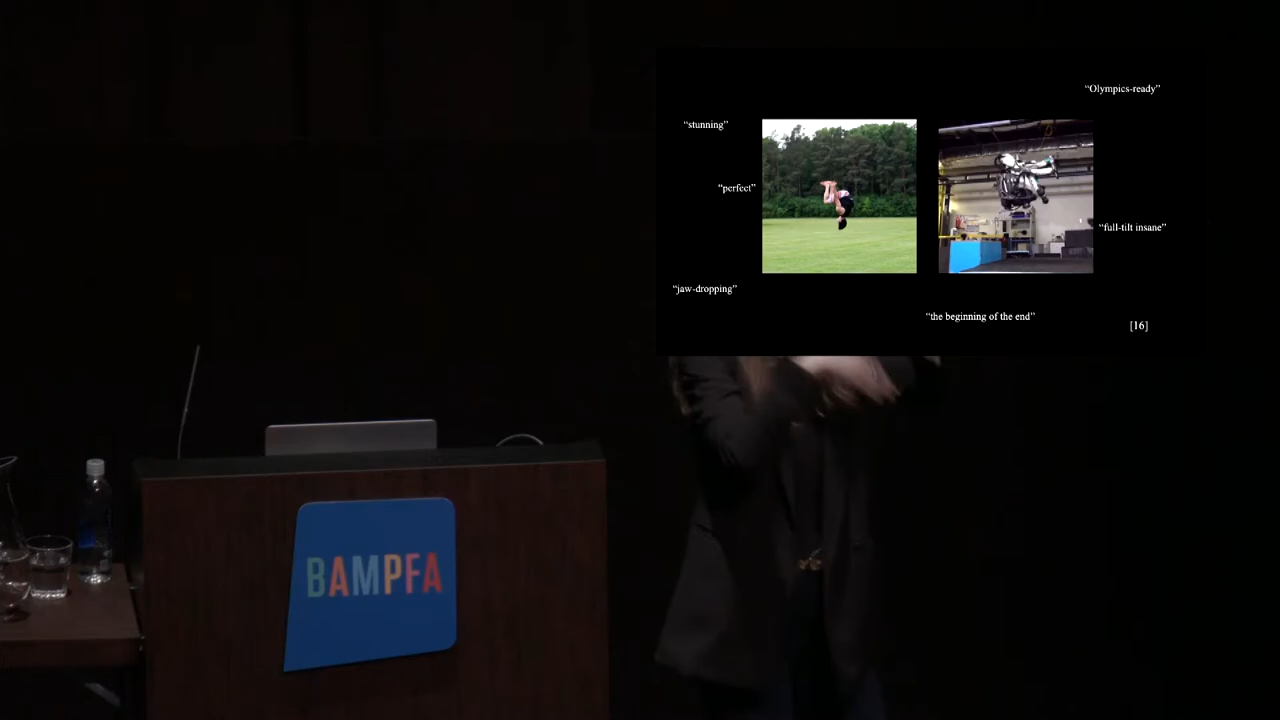 “Olympics-ready”
“stunning”
“perfect”
“full-tilt insane”
“jaw-dropping”
“the beginning of the end”
[16]
BAMPFA